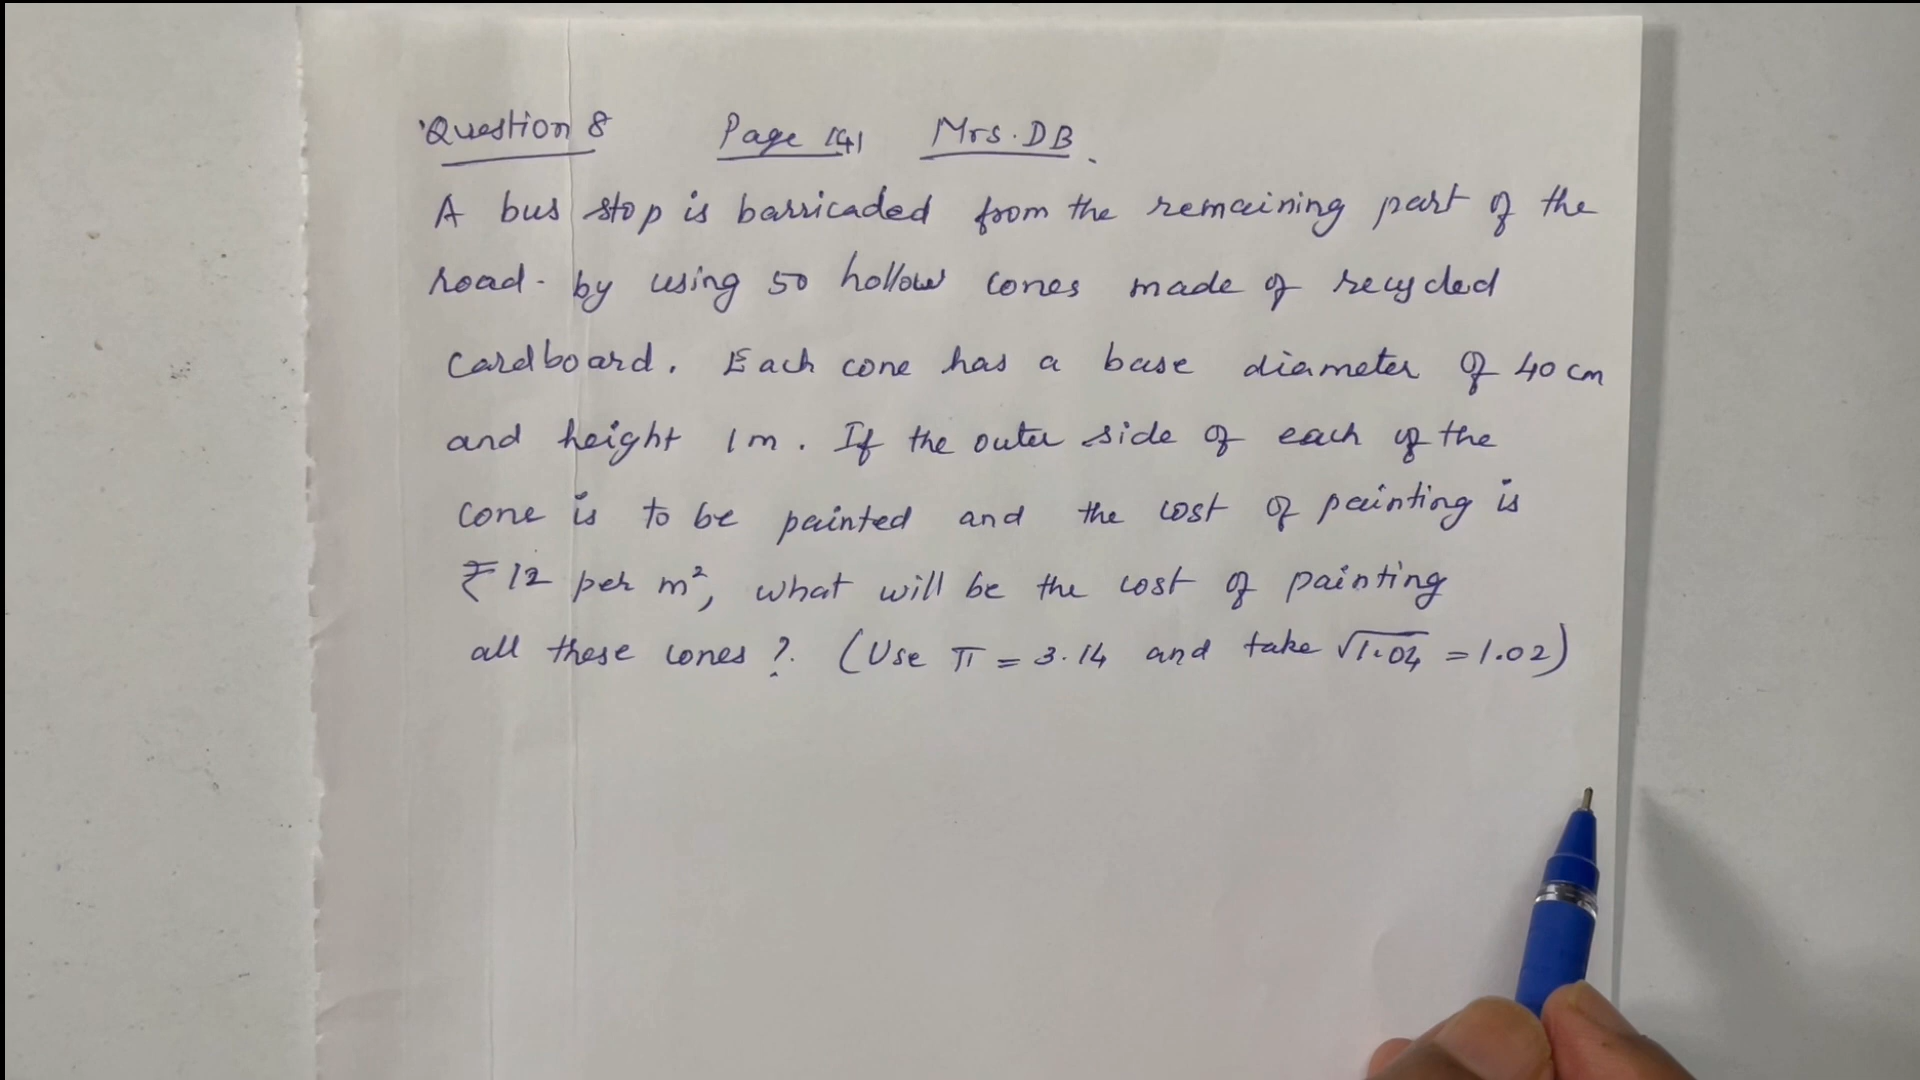 Question 8 Page 141 Mrs. DB.
A bus stop is barricaded from the remaining part of the
road. by using 50 hollow cones made of recycled
cardboard. Each cone has a base diameter of 40 cm
and height 1 m. If the outer side of each of the
cone is to be painted and the cost of painting is
₹12 per m², what will be the cost of painting
all these cones ?. (Use π = 3.14 and take √1.04 = 1.02)